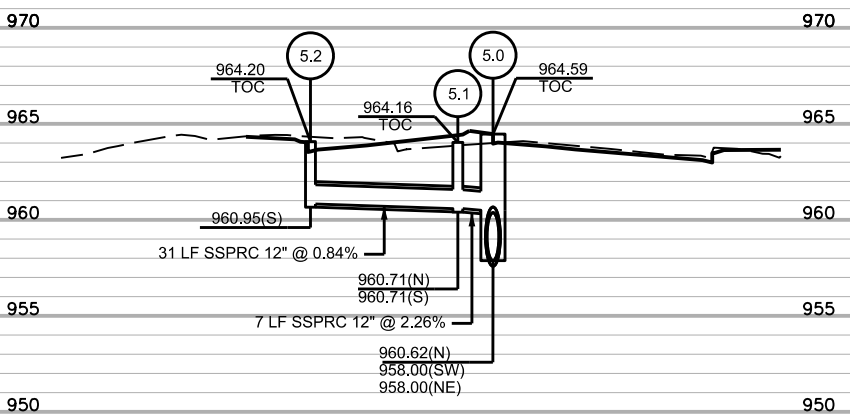 970
970
5.2
5.0
964.20
TOC
964.59
TOC
5.1
964.16
TOC
965
965
960
960
960.95(S)
31 LF SSPRC 12" @ 0.84%
960.71(N)
960.71(S)
955
955
7 LF SSPRC 12" @ 2.26%
960.62(N)
958.00(SW)
958.00(NE)
950
950